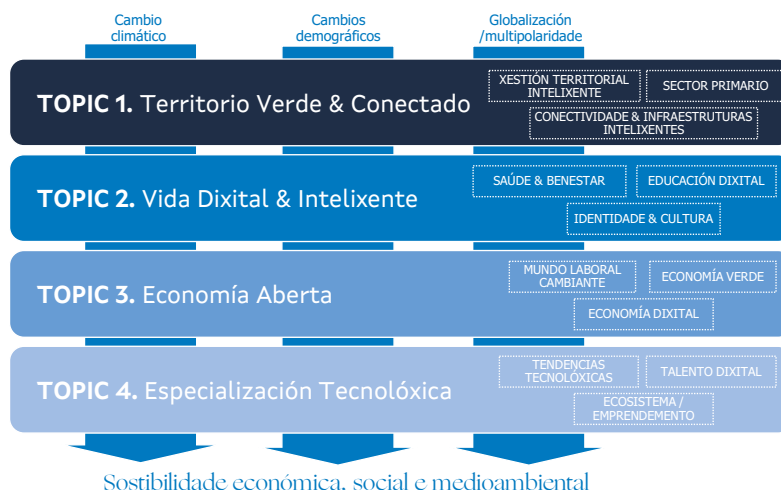 Cambio
climático
Cambios
demográficos
Globalización
/multipolaridade
TOPIC 1. Territorio Verde & Conectado
XESTIÓN TERRITORIAL
INTELIXENTE
SECTOR PRIMARIO
CONECTIVIDADE & INFRAESTRUTURAS
INTELIXENTES
TOPIC 2. Vida Dixital & Intelixente
SAÚDE & BENESTAR
EDUCACIÓN DIXITAL
IDENTIDADE & CULTURA
TOPIC 3. Economía Aberta
MUNDO LABORAL
CAMBIANTE
ECONOMÍA VERDE
ECONOMÍA DIXITAL
TOPIC 4. Especialización Tecnolóxica
TENDENCIAS
TECNOLÓXICAS
TALENTO DIXITAL
ECOSISTEMA /
EMPRENDEMENTO
Sostibilidade económica, social e medioambiental